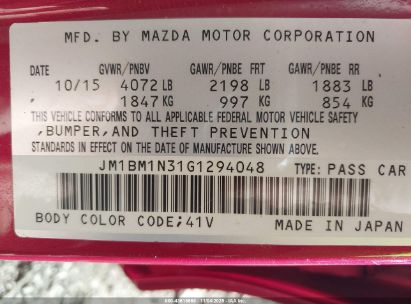 MFD. BY MAZDA MOTOR CORPORATION
DATE GVWR/PNBV GAWR/PNBE FRT GAWR/PNBE RR
10/15 4072 LB 2198 LB 1883 LB
" 1847 KG 997 KG 854 KG
THIS VEHICLE CONFORMS TO ALL APPLICABLE FEDERAL MOTOR VEHICLE SAFETY
,BUMPER,AND THEFT PREVENTION
STANDARDS IN EFFECT ON THE DATE OF MANUFACTURE SHOWN ABOVE.
JM1BM1N31G1294048 TYPE: PASS CAR
BODY COLOR CODE;41V MADE IN JAPAN